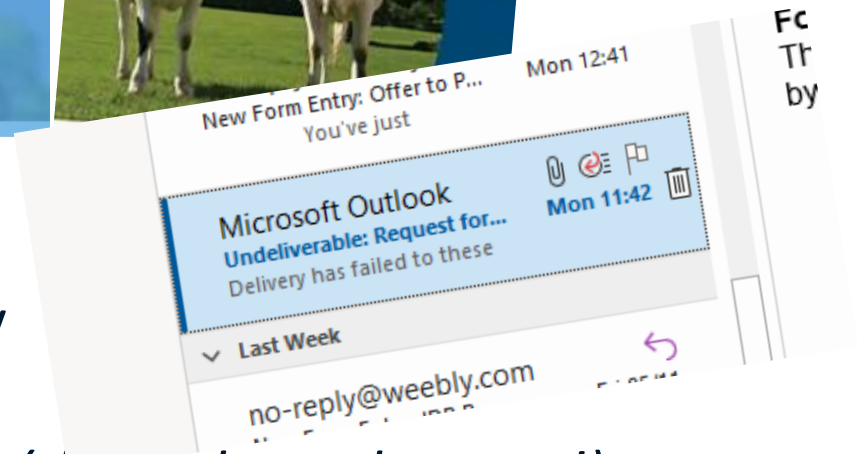 New Form Entry: Offer to P... Mon 12:41
You've just
Microsoft Outlook
Undeliverable: Request for... Mon 11:42
Delivery has failed to these
Last Week
no-reply@weebly.com
Fo
Th
by